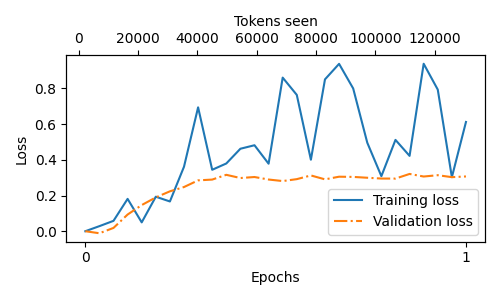 Tokens seen
0 20000 40000 60000 80000 100000 120000
Loss
0.8
0.6
0.4
0.2
0.0
Training loss
Validation loss
0 1
Epochs